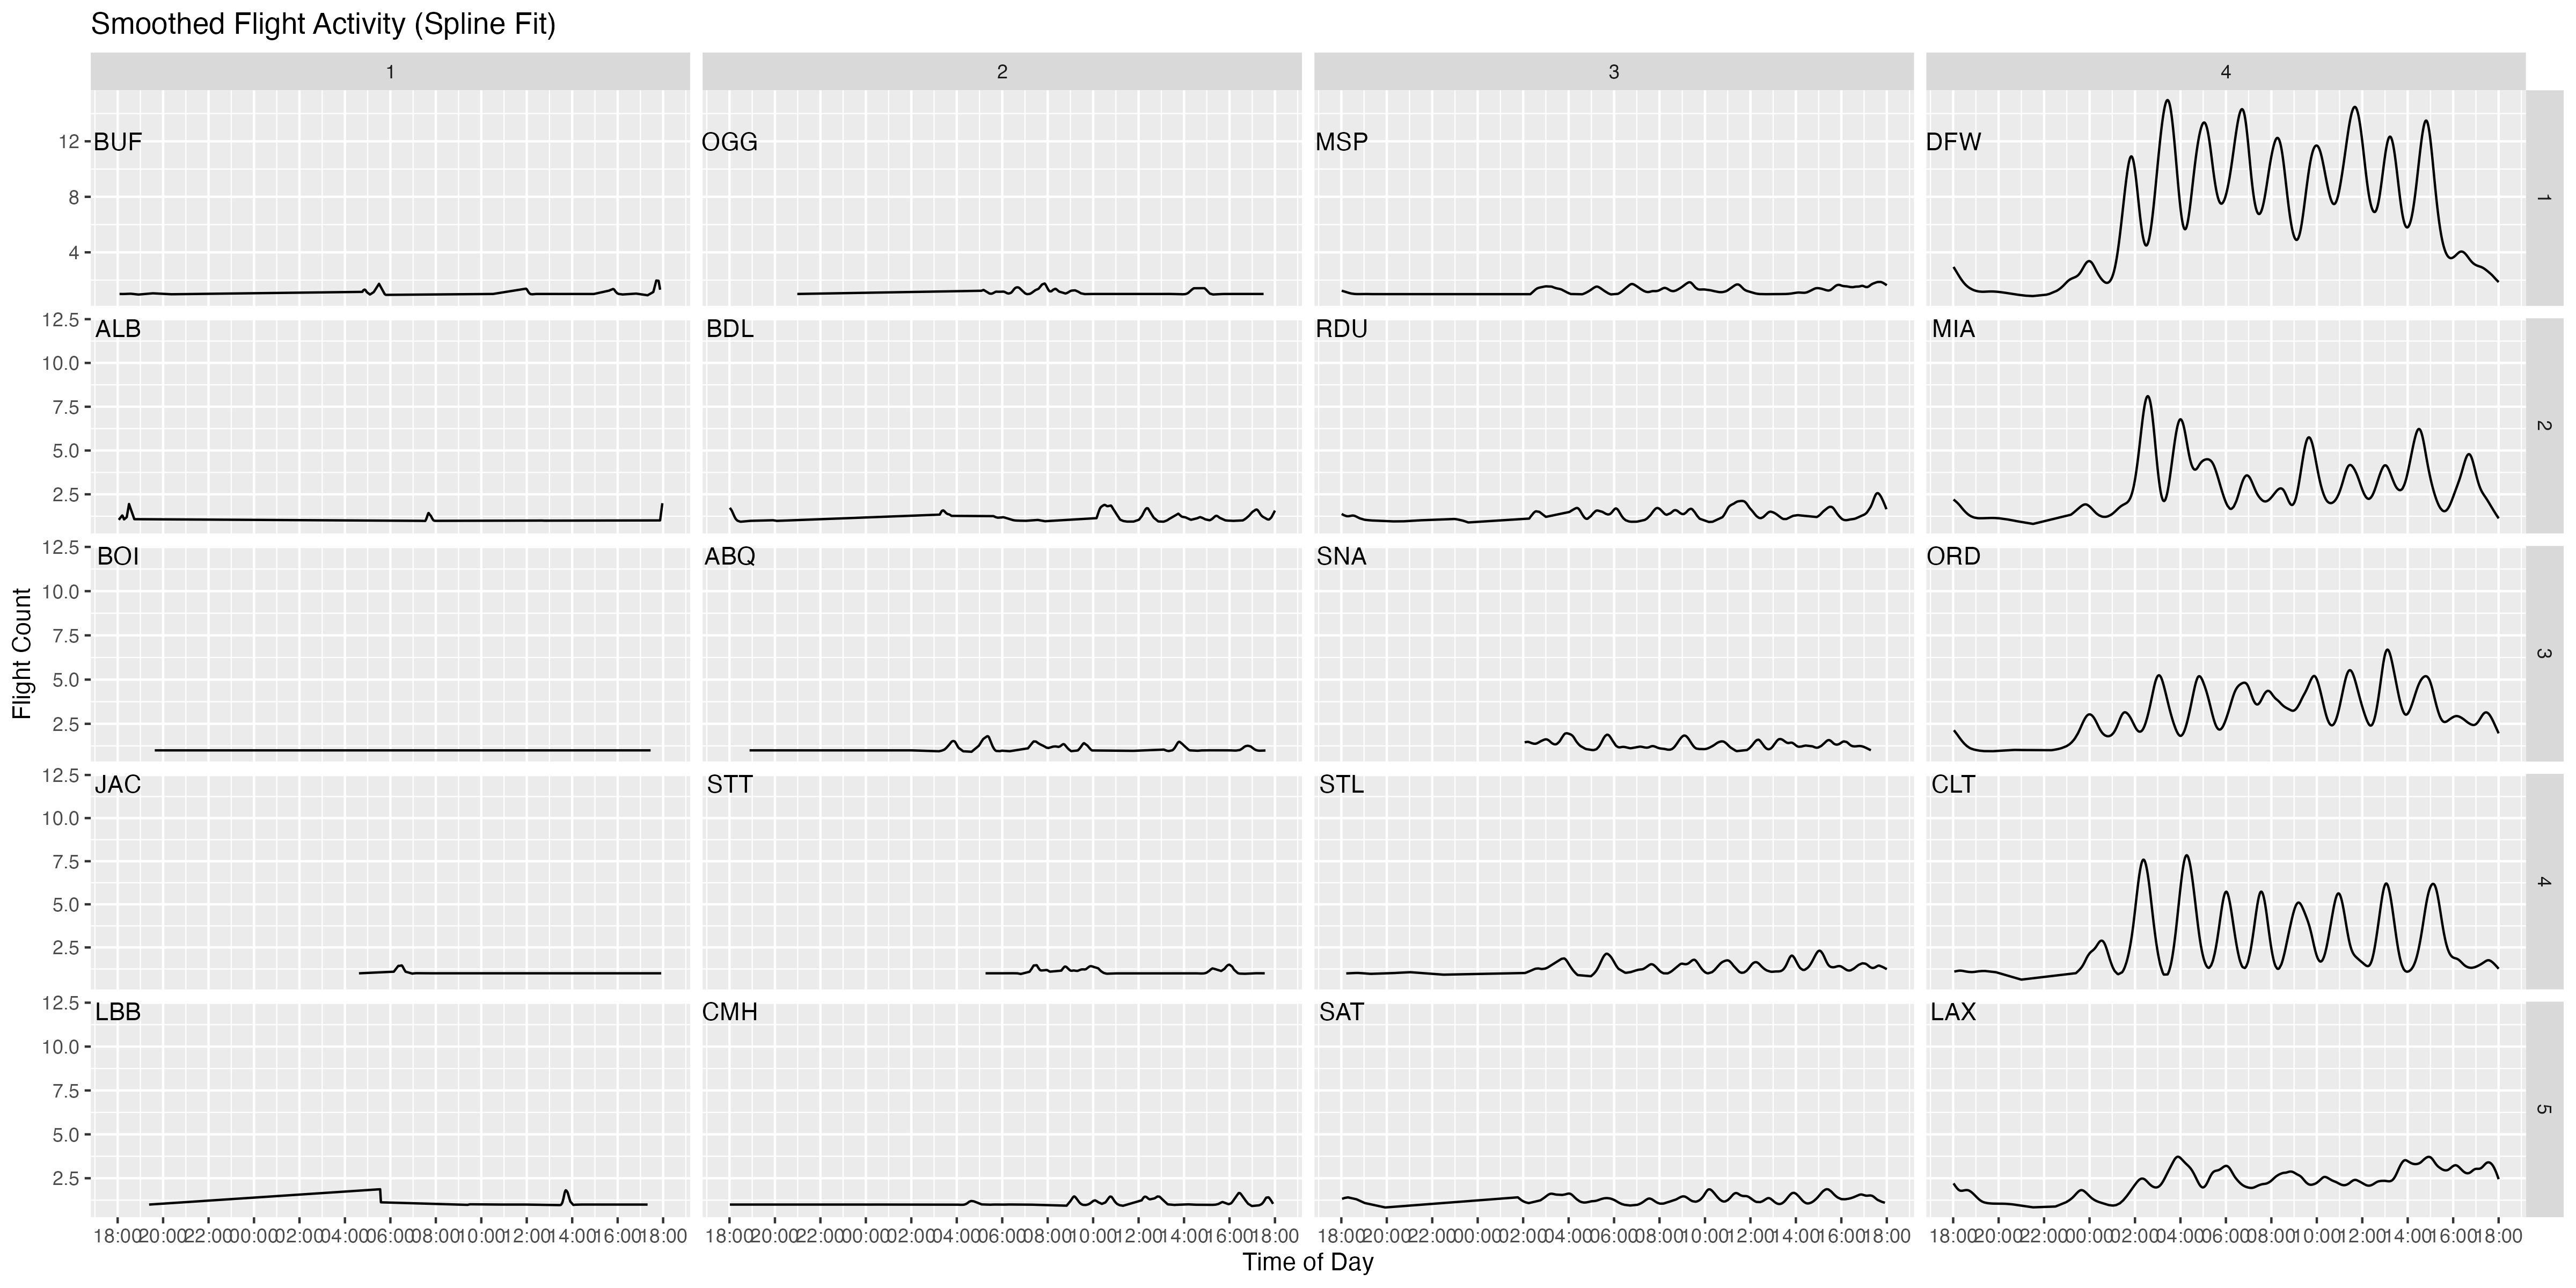 Smoothed Flight Activity (Spline Fit)
1 2 3 4
12 BUF OGG MSP DFW
8
4
1
12.5 ALB BDL RDU MIA
10.0
7.5
5.0
2.5
2
12.5 BOI ABQ SNA ORD
10.0
7.5
5.0
2.5
3
12.5 JAC STT STL CLT
10.0
7.5
5.0
2.5
4
12.5 LBB CMH SAT LAX
10.0
7.5
5.0
2.5
5
Flight Count
18:00 20:00 22:00 00:00 02:00 04:00 06:00 08:00 10:00 12:00 14:00 16:00 18:00 18:00 20:00 22:00 00:00 02:00 04:00 06:00 08:00 10:00 12:00 14:00 16:00 18:00 18:00 20:00 22:00 00:00 02:00 04:00 06:00 08:00 10:00 12:00 14:00 16:00 18:00 18:00 20:00 22:00 00:00 02:00 04:00 06:00 08:00 10:00 12:00 14:00 16:00 18:00
Time of Day